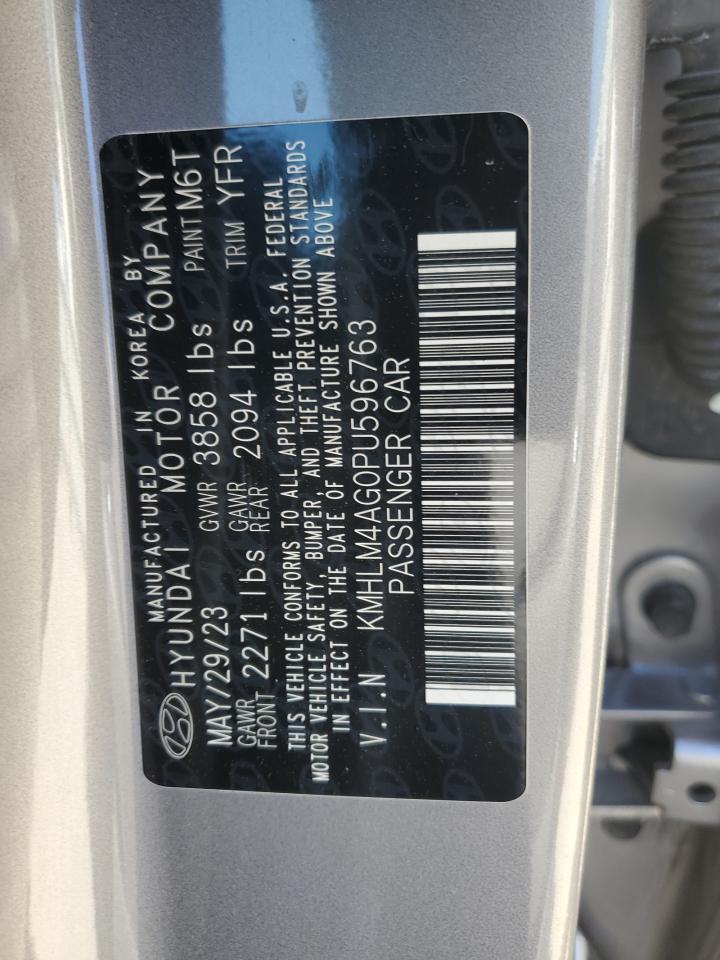 MANUFACTURED IN KOREA BY
HYUNDAI MOTOR COMPANY
MAY/29/23 GVWR 3858 lbs PAINT M6T
GAWR FRONT 2271 lbs GAWR REAR 2094 lbs TRIM YFR
THIS VEHICLE CONFORMS TO ALL APPLICABLE U.S.A. FEDERAL
MOTOR VEHICLE SAFETY, BUMPER, AND THEFT PREVENTION STANDARDS
IN EFFECT ON THE DATE OF MANUFACTURE SHOWN ABOVE
V.I.N KMHLM4AG0PU596763
PASSENGER CAR